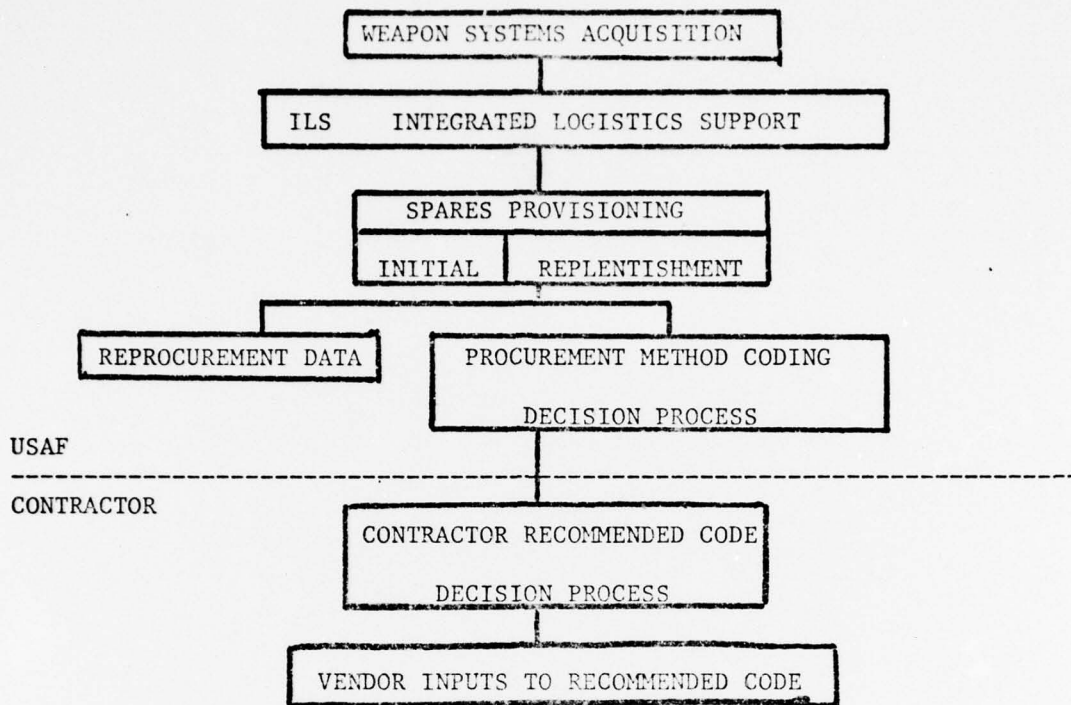 WEAPON SYSTEMS ACQUISITION
ILS INTEGRATED LOGISTICS SUPPORT
SPARES PROVISIONING
INITIAL REPLENTISHMENT
REPROCUREMENT DATA
PROCUREMENT METHOD CODING
DECISION PROCESS
USAF
CONTRACTOR
CONTRACTOR RECOMMENDED CODE
DECISION PROCESS
VENDOR INPUTS TO RECOMMENDED CODE